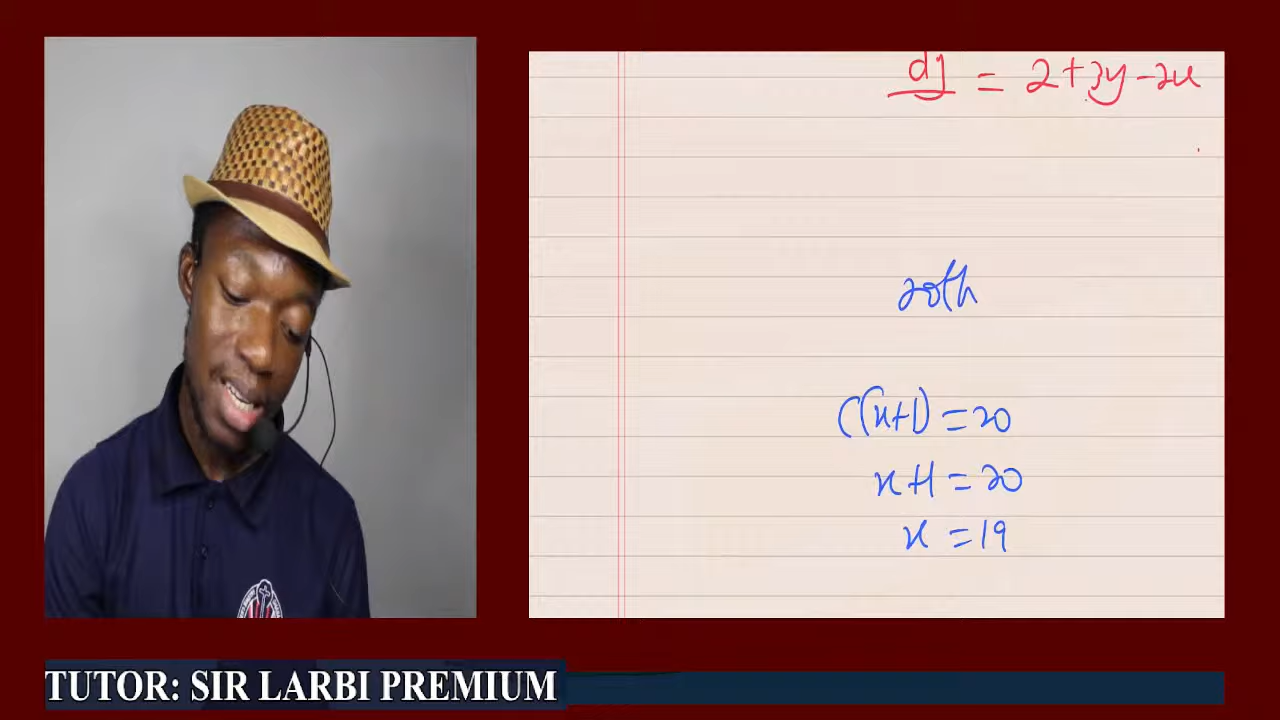 dy = 2+3y-2x
20th
((x+1) = 20
x+1 = 20
x = 19
TUTOR: SIR LARBI PREMIUM